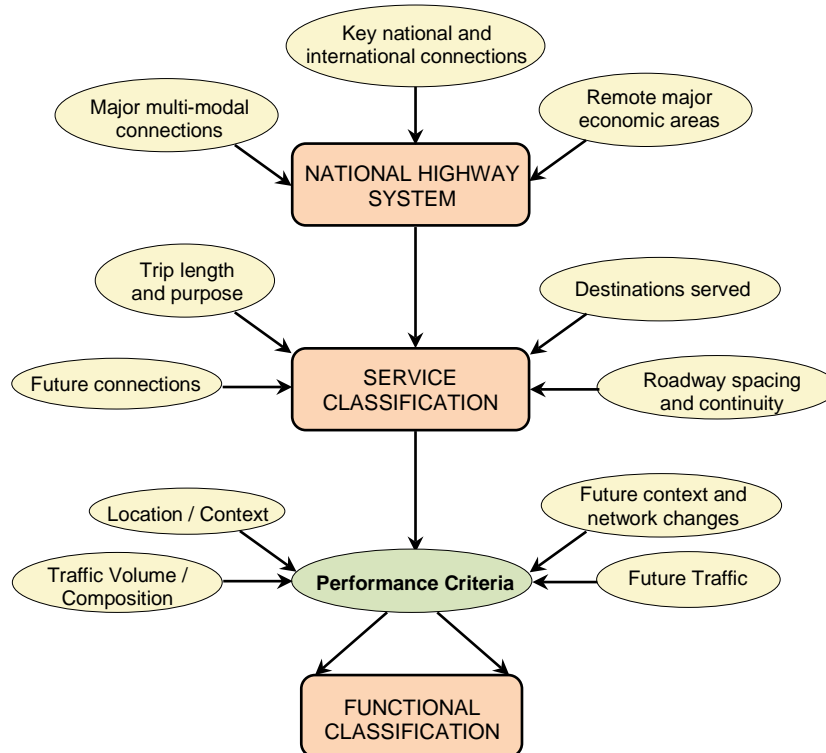 Key national and
international connections
Major multi-modal
connections
Remote major
economic areas
NATIONAL HIGHWAY
SYSTEM
Trip length
and purpose
Destinations served
Future connections
SERVICE
CLASSIFICATION
Roadway spacing
and continuity
Location / Context
Future context and
network changes
Traffic Volume /
Composition
Performance Criteria
Future Traffic
FUNCTIONAL
CLASSIFICATION